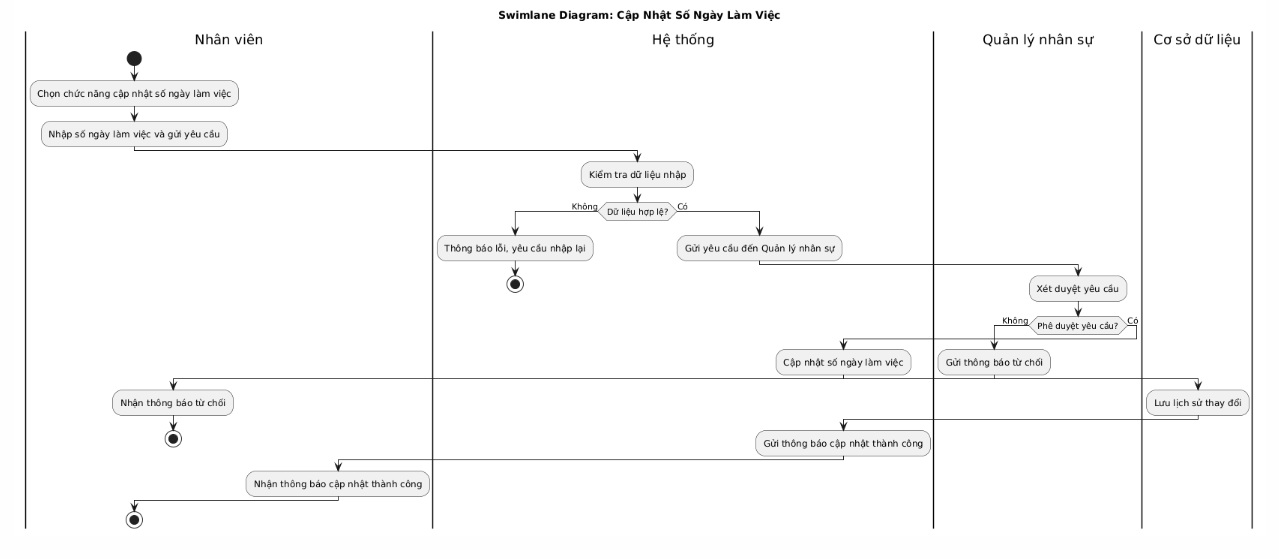 Swimlane Diagram: Cập Nhật Số Ngày Làm Việc
Nhân viên
Hệ thống
Quản lý nhân sự
Cơ sở dữ liệu
Chọn chức năng cập nhật số ngày làm việc
Nhập số ngày làm việc và gửi yêu cầu
Kiểm tra dữ liệu nhập
Không
Dữ liệu hợp lệ?
Có
Thông báo lỗi, yêu cầu nhập lại
Gửi yêu cầu đến Quản lý nhân sự
Xét duyệt yêu cầu
Không
Phê duyệt yêu cầu?
Có
Cập nhật số ngày làm việc
Gửi thông báo từ chối
Nhận thông báo từ chối
Lưu lịch sử thay đổi
Gửi thông báo cập nhật thành công
Nhận thông báo cập nhật thành công